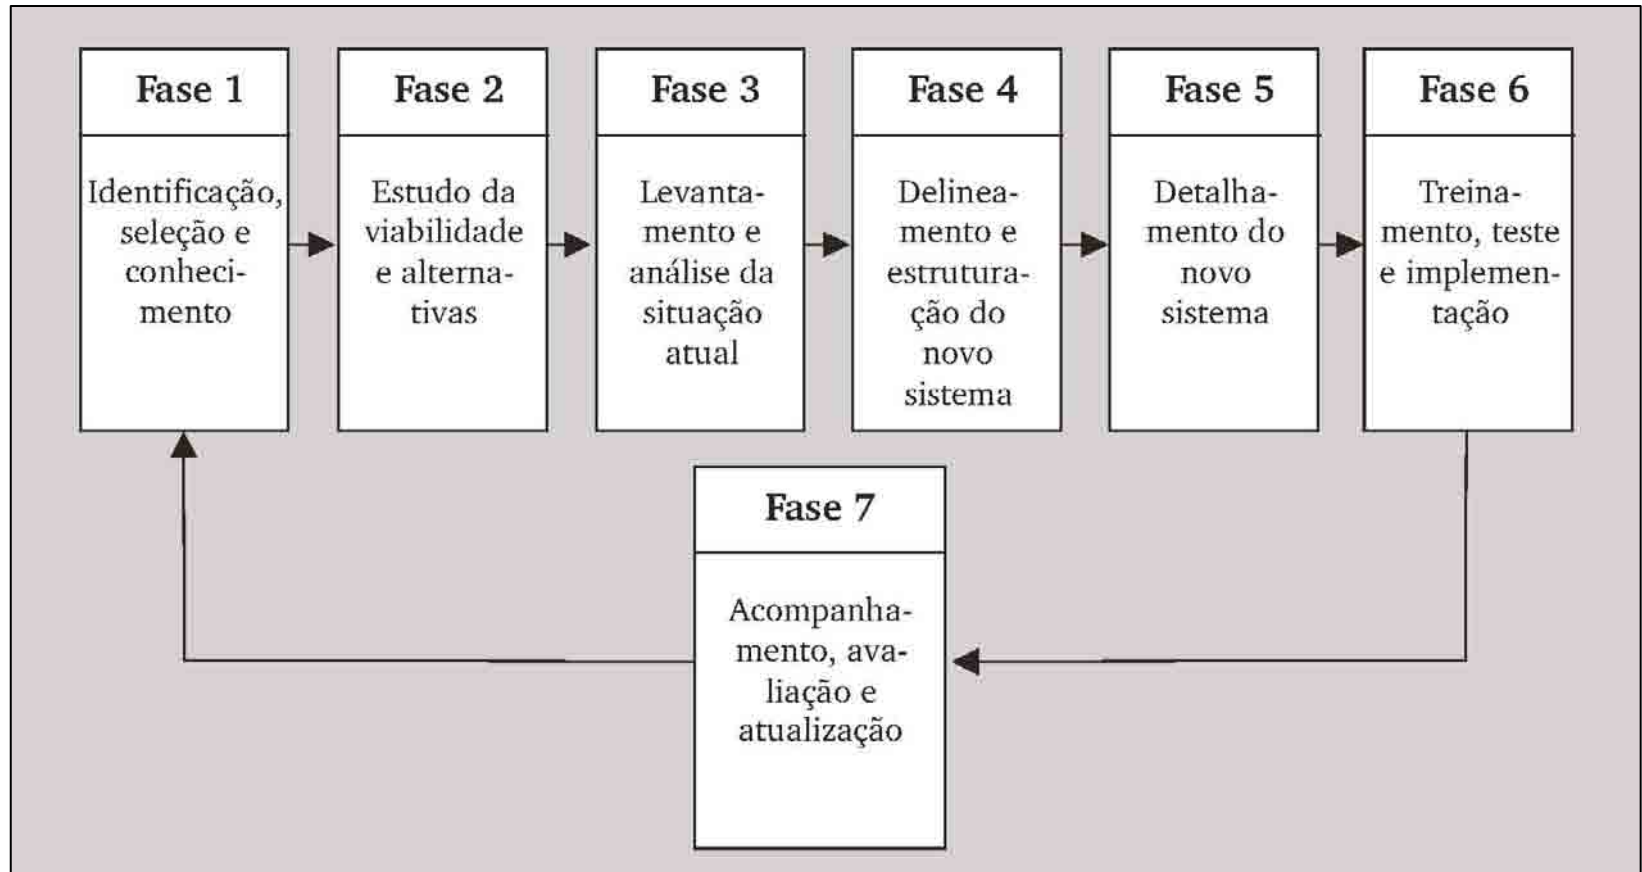 Fase 1
Identificação,
seleção e
conheci-
mento
Fase 2
Estudo da
viabilidade
e alterna-
tivas
Fase 3
Levanta-
mento e
análise da
situação
atual
Fase 4
Delinea-
mento e
estrutura-
ção do
novo
sistema
Fase 5
Detalha-
mento do
novo
sistema
Fase 6
Treina-
mento, teste
e implemen-
tação
Fase 7
Acompanha-
mento, ava-
liação e
atualização